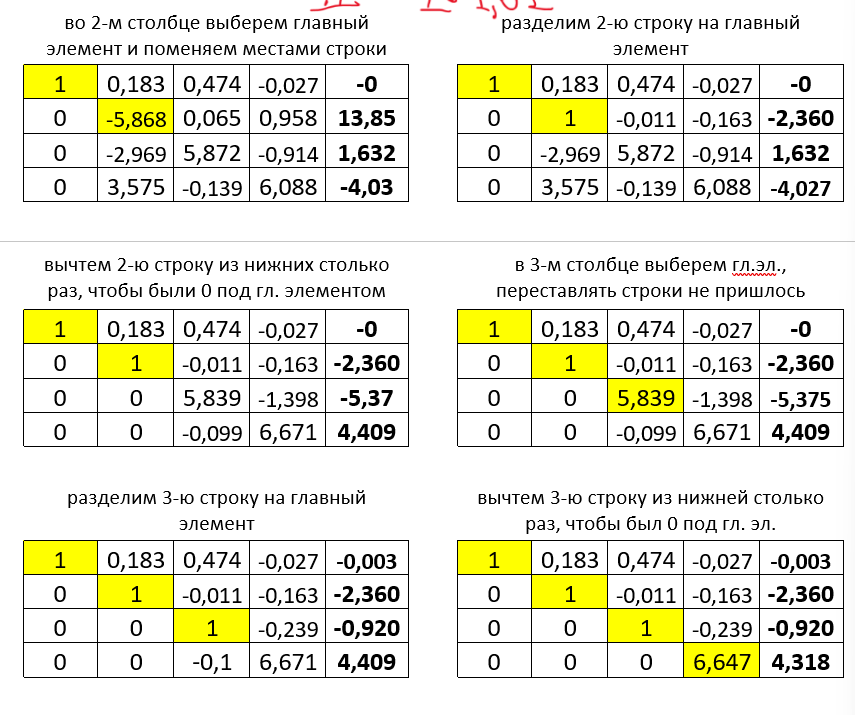 во 2-м столбце выберем главный
элемент и поменяем местами строки
1 0,183 0,474 -0,027 -0
0 -5,868 0,065 0,958 13,85
0 -2,969 5,872 -0,914 1,632
0 3,575 -0,139 6,088 -4,03
разделим 2-ю строку на главный
элемент
1 0,183 0,474 -0,027 -0
0 1 -0,011 -0,163 -2,360
0 -2,969 5,872 -0,914 1,632
0 3,575 -0,139 6,088 -4,027
вычтем 2-ю строку из нижних столько
раз, чтобы были 0 под гл. элементом
1 0,183 0,474 -0,027 -0
0 1 -0,011 -0,163 -2,360
0 0 5,839 -1,398 -5,37
0 0 -0,099 6,671 4,409
в 3-м столбце выберем гл.эл.,
переставлять строки не пришлось
1 0,183 0,474 -0,027 -0
0 1 -0,011 -0,163 -2,360
0 0 5,839 -1,398 -5,375
0 0 -0,099 6,671 4,409
разделим 3-ю строку на главный
элемент
1 0,183 0,474 -0,027 -0,003
0 1 -0,011 -0,163 -2,360
0 0 1 -0,239 -0,920
0 0 -0,1 6,671 4,409
вычтем 3-ю строку из нижней столько
раз, чтобы был 0 под гл. эл.
1 0,183 0,474 -0,027 -0,003
0 1 -0,011 -0,163 -2,360
0 0 1 -0,239 -0,920
0 0 0 6,647 4,318